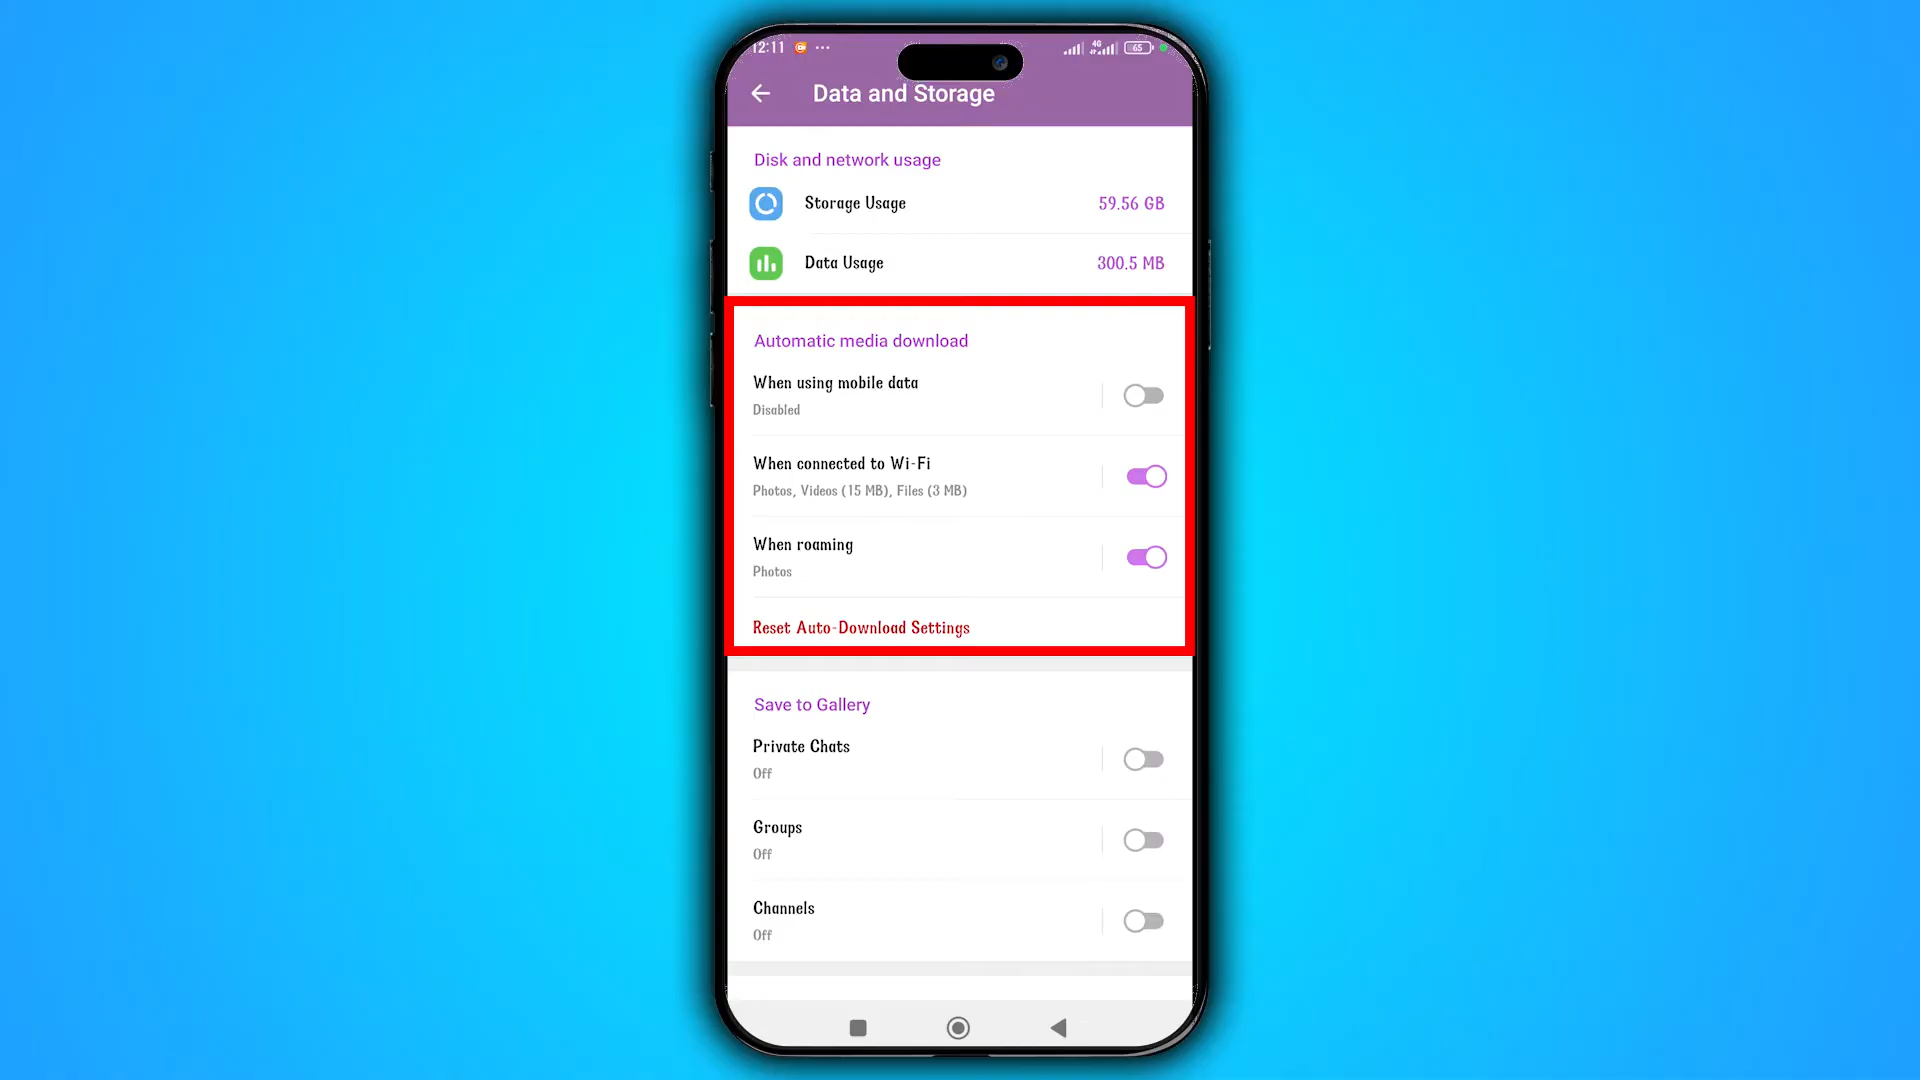 12:11
4G
65
Data and Storage
Disk and network usage
Storage Usage 59.56 GB
Data Usage 300.5 MB
Automatic media download
When using mobile data
Disabled
When connected to Wi-Fi
Photos, Videos (15 MB), Files (3 MB)
When roaming
Photos
Reset Auto-Download Settings
Save to Gallery
Private Chats
Off
Groups
Off
Channels
Off